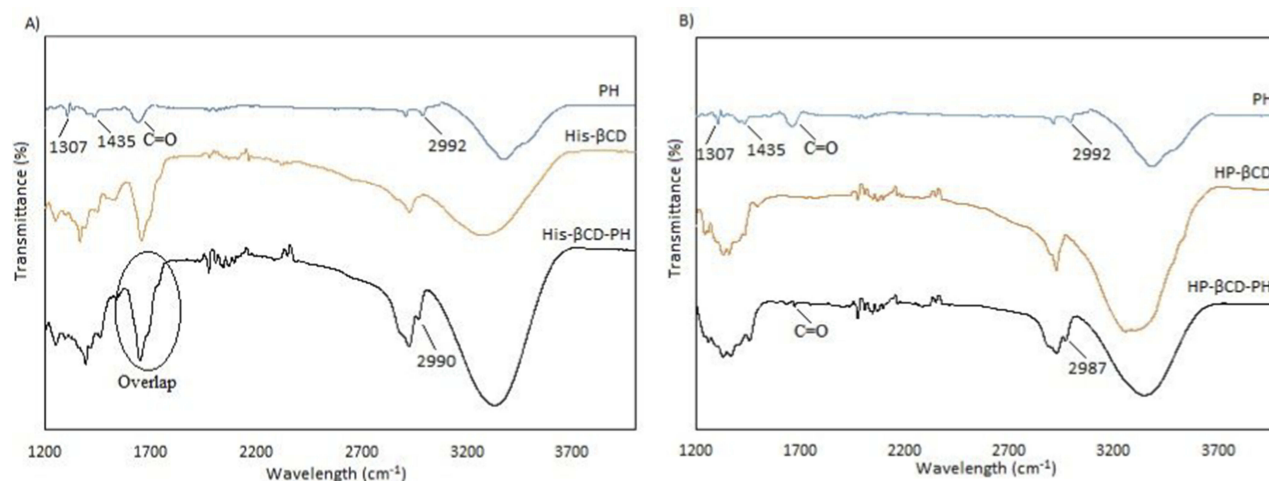 A)
Transmittance (%)
PH
1307
1435
C=O
2992
His-βCD
His-βCD-PH
2990
Overlap
1200
1700
2200
2700
3200
3700
Wavelength (cm⁻¹)
B)
Transmittance (%)
PH
1307
1435
C=O
2992
HP-βCD
HP-βCD-PH
C=O
2987
1200
1700
2200
2700
3200
3700
Wavelength (cm⁻¹)